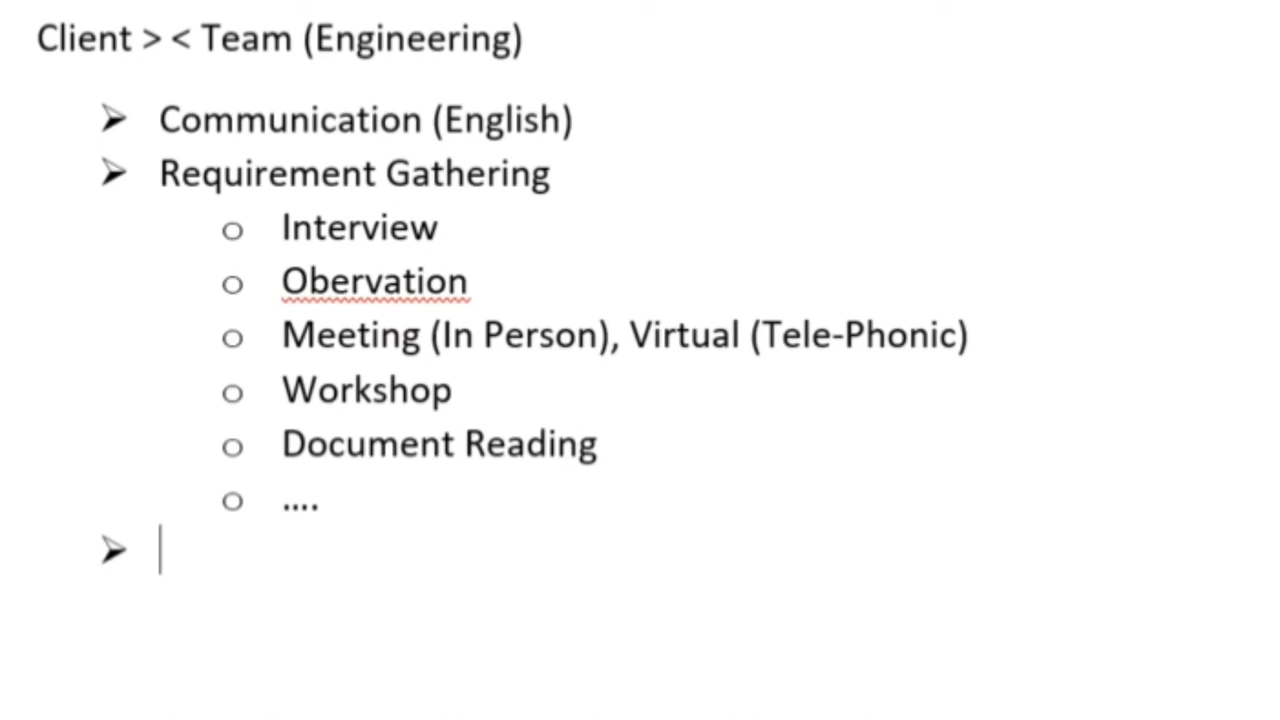 Client > < Team (Engineering)
➢ Communication (English)
➢ Requirement Gathering
o Interview
o Obervation
o Meeting (In Person), Virtual (Tele-Phonic)
o Workshop
o Document Reading
o ....
➢